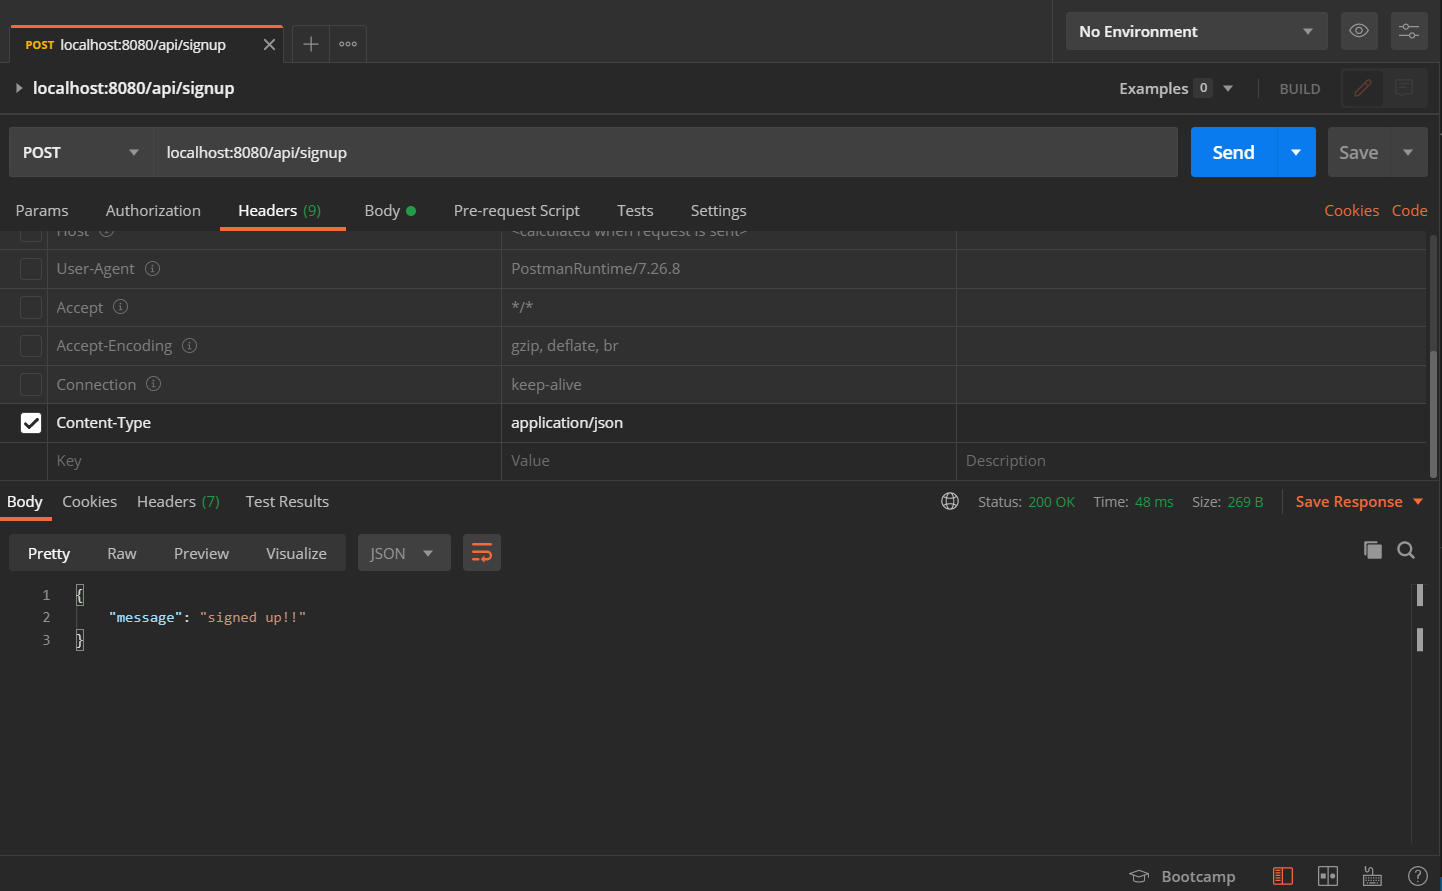 POST localhost:8080/api/signup
No Environment
localhost:8080/api/signup
Examples 0 BUILD
POST localhost:8080/api/signup Send Save
Params Authorization Headers (9) Body Pre-request Script Tests Settings Cookies Code
Host <calculated when request is sent>
User-Agent PostmanRuntime/7.26.8
Accept */*
Accept-Encoding gzip, deflate, br
Connection keep-alive
Content-Type application/json
Key Value Description
Body Cookies Headers (7) Test Results Status: 200 OK Time: 48 ms Size: 269 B Save Response
Pretty Raw Preview Visualize JSON
1 {
2 "message": "signed up!!"
3 }
Bootcamp